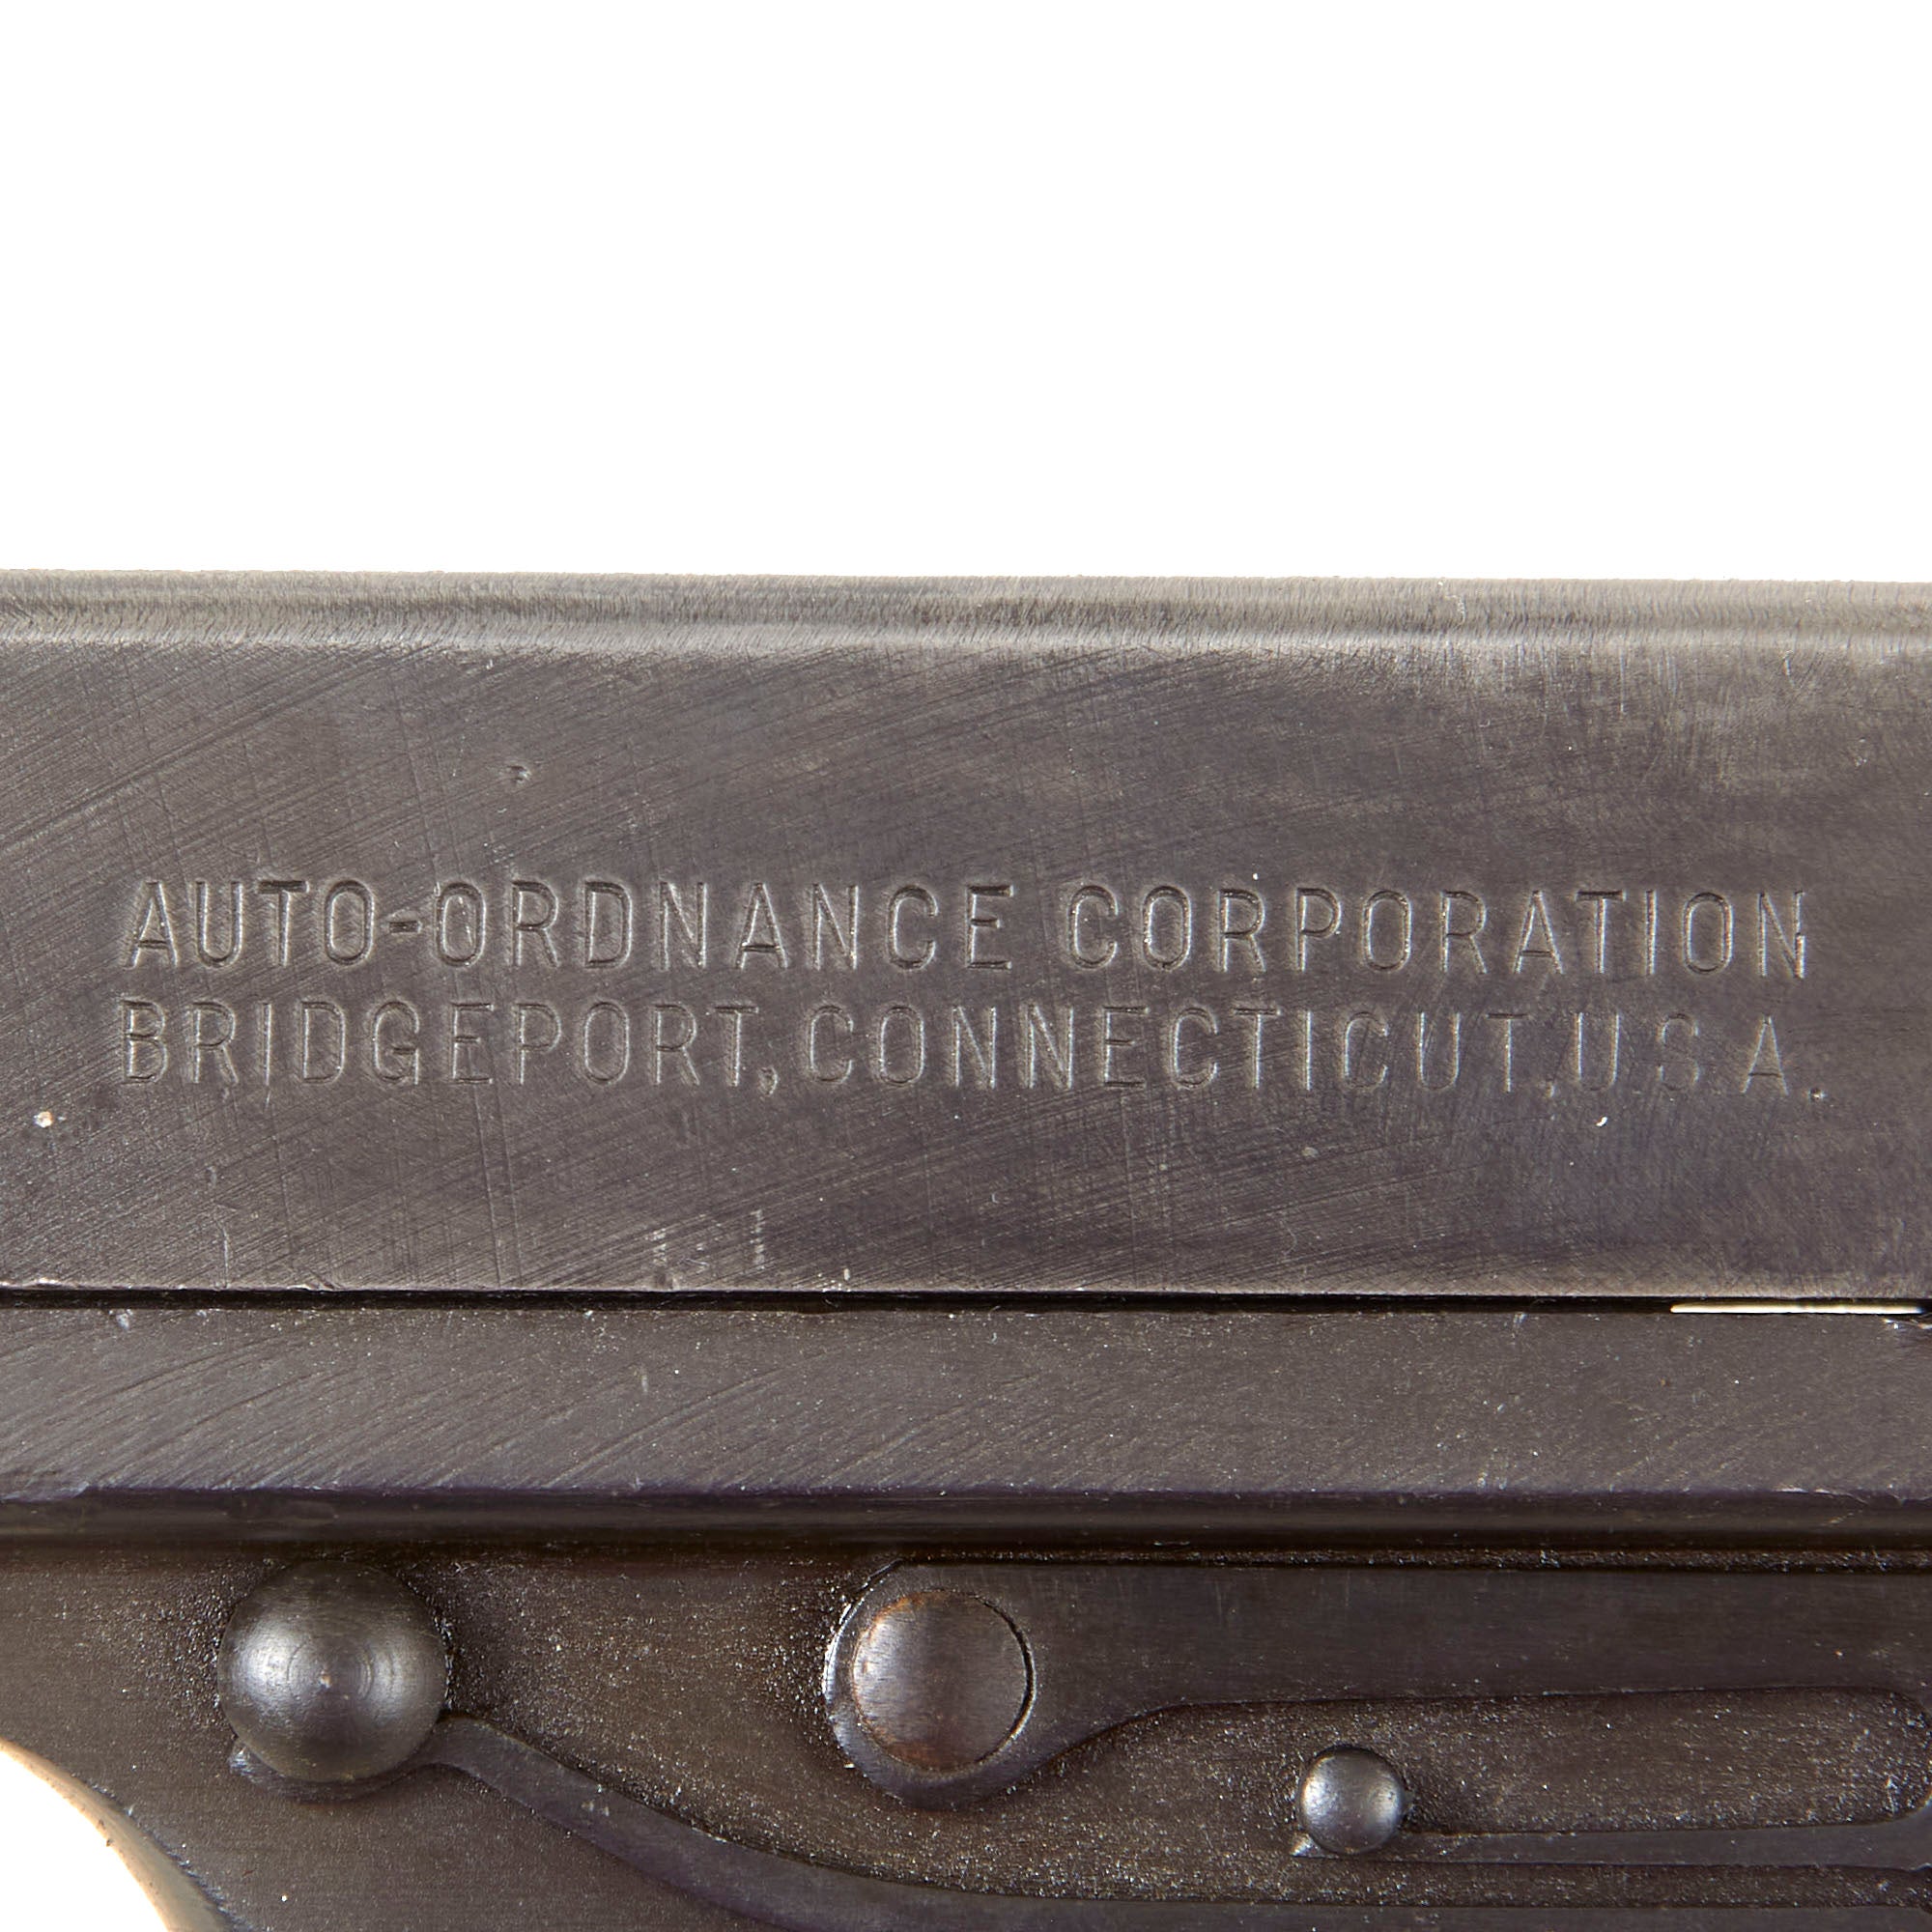 AUTO-ORDNANCE CORPORATION
BRIDGEPORT, CONNECTICUT, U.S.A.